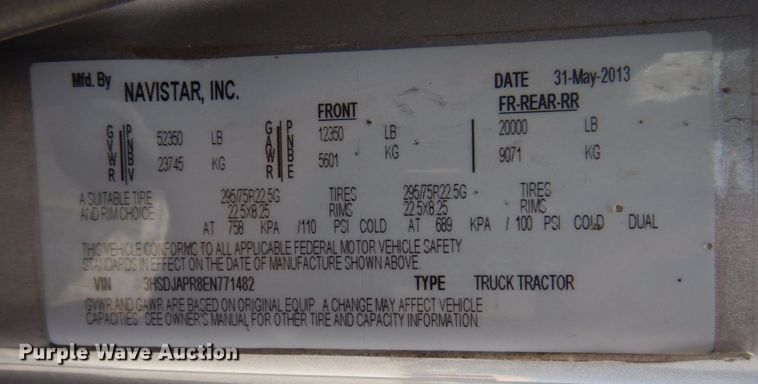 Mfd. By NAVISTAR, INC. DATE 31-May-2013
FRONT FR-REAR-RR
GVWR PNBV 52350 LB GAWR PNBE 12350 LB 20000 LB
23745 KG 5601 KG 9071 KG
A SUITABLE TIRE 295/75R22.5G TIRES 295/75R22.5G TIRES
AND RIM CHOICE 22.5X8.25 RIMS 22.5X8.25 RIMS
AT 758 KPA /110 PSI COLD AT 689 KPA / 100 PSI COLD DUAL
THIS VEHICLE CONFORMS TO ALL APPLICABLE FEDERAL MOTOR VEHICLE SAFETY
STANDARDS IN EFFECT ON THE DATE OF MANUFACTURE SHOWN ABOVE.
VIN 3HSDJAPR8EN771482 TYPE TRUCK TRACTOR
GVWR AND GAWR ARE BASED ON ORIGINAL EQUIP. A CHANGE MAY AFFECT VEHICLE
CAPACITIES. SEE OWNER'S MANUAL FOR OTHER TIRE AND CAPACITY INFORMATION.
Purple Wave Auction